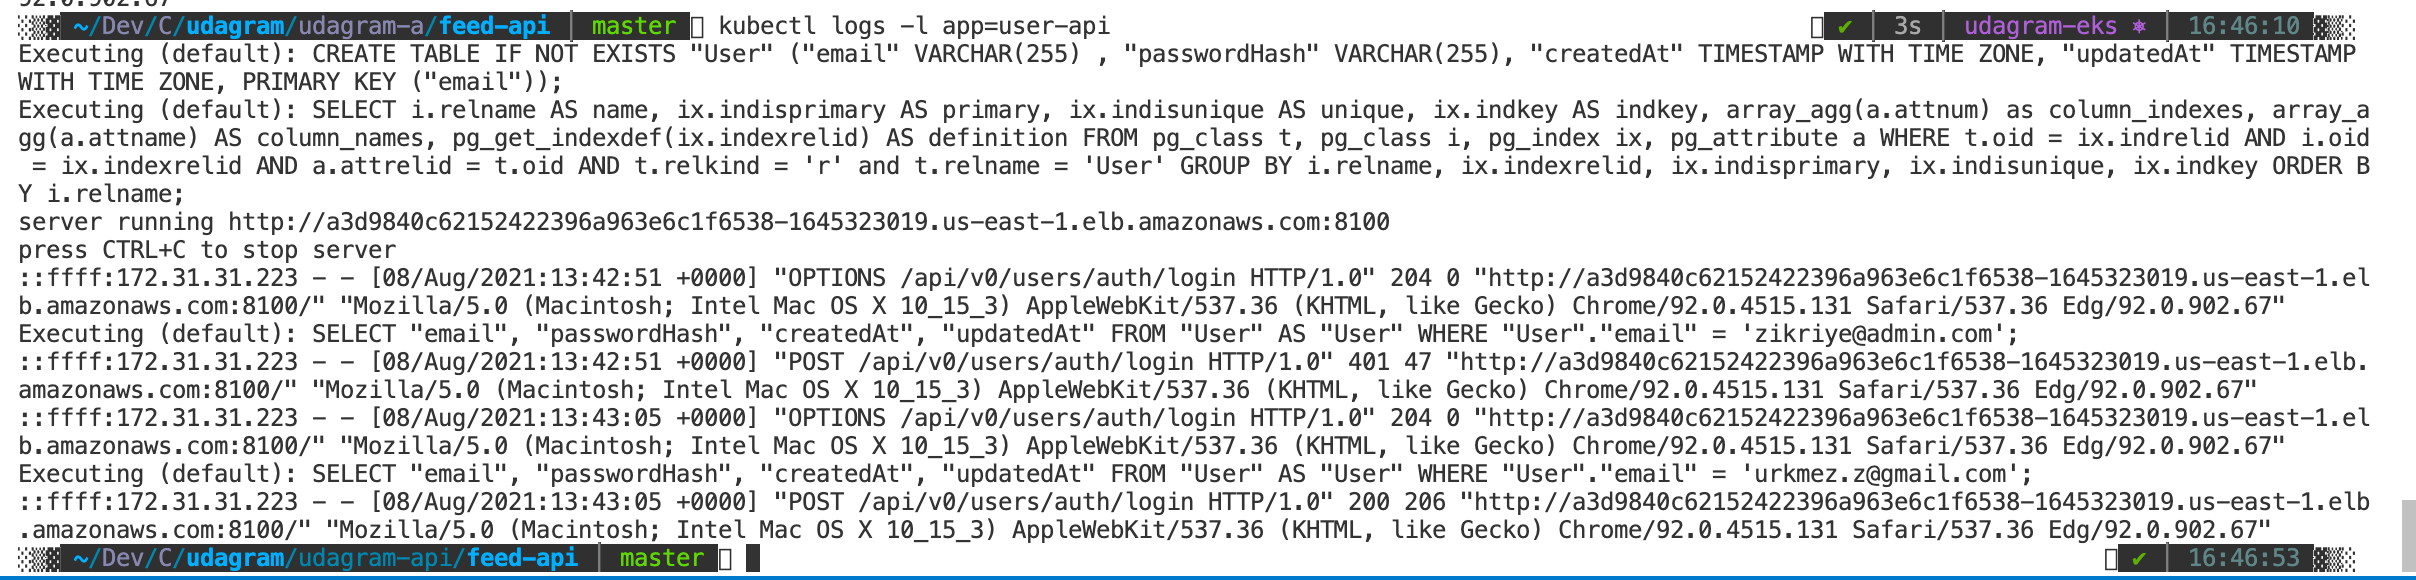 ~/Dev/C/udagram/udagram-a/feed-api | master kubectl logs -l app=user-api ✔ | 3s | udagram-eks ⎈ | 16:46:10
Executing (default): CREATE TABLE IF NOT EXISTS "User" ("email" VARCHAR(255) , "passwordHash" VARCHAR(255), "createdAt" TIMESTAMP WITH TIME ZONE, "updatedAt" TIMESTAMP
WITH TIME ZONE, PRIMARY KEY ("email"));
Executing (default): SELECT i.relname AS name, ix.indisprimary AS primary, ix.indisunique AS unique, ix.indkey AS indkey, array_agg(a.attnum) as column_indexes, array_a
gg(a.attname) AS column_names, pg_get_indexdef(ix.indexrelid) AS definition FROM pg_class t, pg_class i, pg_index ix, pg_attribute a WHERE t.oid = ix.indrelid AND i.oid
 = ix.indexrelid AND a.attrelid = t.oid AND t.relkind = 'r' and t.relname = 'User' GROUP BY i.relname, ix.indexrelid, ix.indisprimary, ix.indisunique, ix.indkey ORDER B
Y i.relname;
server running http://a3d9840c62152422396a963e6c1f6538-1645323019.us-east-1.elb.amazonaws.com:8100
press CTRL+C to stop server
::ffff:172.31.31.223 - - [08/Aug/2021:13:42:51 +0000] "OPTIONS /api/v0/users/auth/login HTTP/1.0" 204 0 "http://a3d9840c62152422396a963e6c1f6538-1645323019.us-east-1.el
b.amazonaws.com:8100/" "Mozilla/5.0 (Macintosh; Intel Mac OS X 10_15_3) AppleWebKit/537.36 (KHTML, like Gecko) Chrome/92.0.4515.131 Safari/537.36 Edg/92.0.902.67"
Executing (default): SELECT "email", "passwordHash", "createdAt", "updatedAt" FROM "User" AS "User" WHERE "User"."email" = 'zikriye@admin.com';
::ffff:172.31.31.223 - - [08/Aug/2021:13:42:51 +0000] "POST /api/v0/users/auth/login HTTP/1.0" 401 47 "http://a3d9840c62152422396a963e6c1f6538-1645323019.us-east-1.elb.
amazonaws.com:8100/" "Mozilla/5.0 (Macintosh; Intel Mac OS X 10_15_3) AppleWebKit/537.36 (KHTML, like Gecko) Chrome/92.0.4515.131 Safari/537.36 Edg/92.0.902.67"
::ffff:172.31.31.223 - - [08/Aug/2021:13:43:05 +0000] "OPTIONS /api/v0/users/auth/login HTTP/1.0" 204 0 "http://a3d9840c62152422396a963e6c1f6538-1645323019.us-east-1.el
b.amazonaws.com:8100/" "Mozilla/5.0 (Macintosh; Intel Mac OS X 10_15_3) AppleWebKit/537.36 (KHTML, like Gecko) Chrome/92.0.4515.131 Safari/537.36 Edg/92.0.902.67"
Executing (default): SELECT "email", "passwordHash", "createdAt", "updatedAt" FROM "User" AS "User" WHERE "User"."email" = 'urkmez.z@gmail.com';
::ffff:172.31.31.223 - - [08/Aug/2021:13:43:05 +0000] "POST /api/v0/users/auth/login HTTP/1.0" 200 206 "http://a3d9840c62152422396a963e6c1f6538-1645323019.us-east-1.elb
.amazonaws.com:8100/" "Mozilla/5.0 (Macintosh; Intel Mac OS X 10_15_3) AppleWebKit/537.36 (KHTML, like Gecko) Chrome/92.0.4515.131 Safari/537.36 Edg/92.0.902.67"
~/Dev/C/udagram/udagram-api/feed-api | master ✔ | 16:46:53